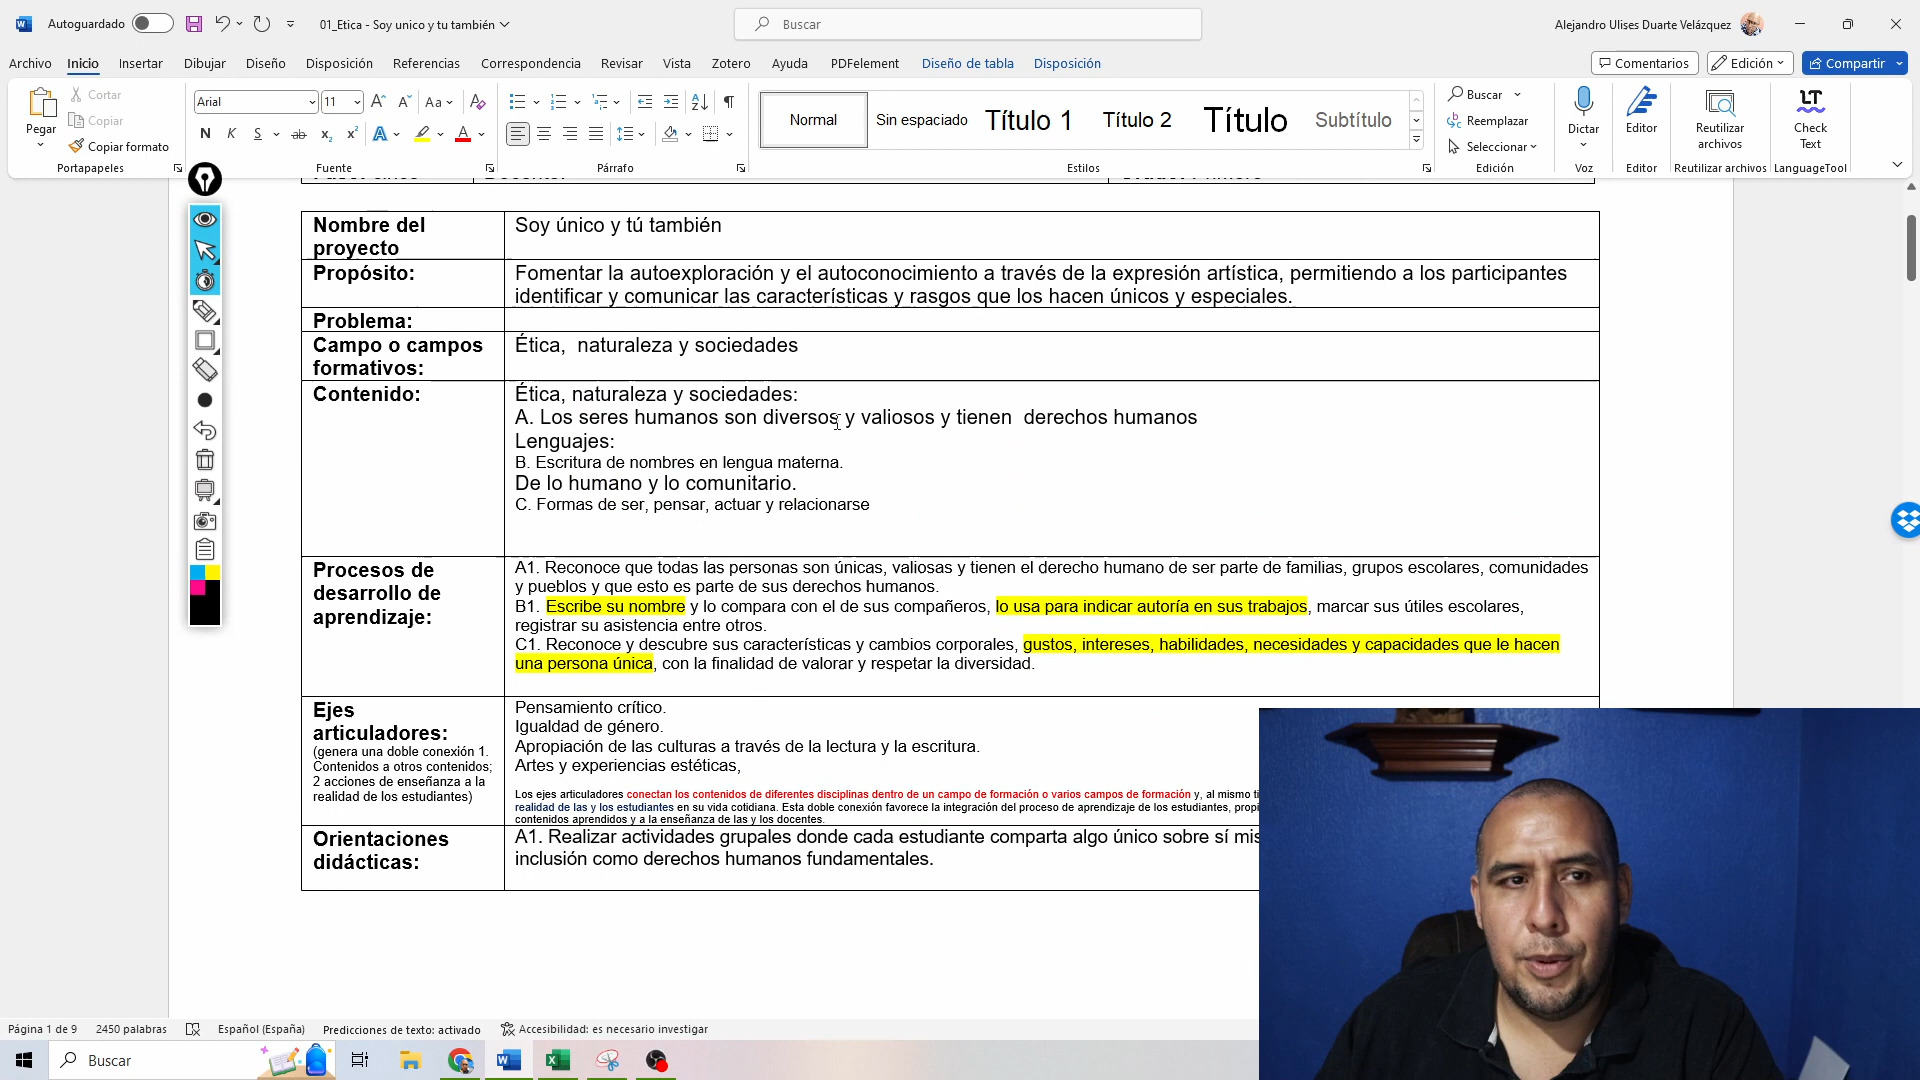 Autoguardado
01_Etica - Soy unico y tu también
Buscar
Alejandro Ulises Duarte Velázquez
Archivo Inicio Insertar Dibujar Diseño Disposición Referencias Correspondencia Revisar Vista Zotero Ayuda PDFelement Diseño de tabla Disposición
Comentarios Edición Compartir
Pegar
Cortar
Copiar
Copiar formato
Portapapeles
Arial 11
Aa
N K S ab x₂ x² A A
Fuente
Párrafo
Normal Sin espaciado Título 1 Título 2 Título Subtítulo
Estilos
Buscar
Reemplazar
Seleccionar
Edición
Dictar
Voz
Editor
Editor
Reutilizar archivos
Reutilizar archivos
LT
Check Text
LanguageTool
Nombre del proyecto
Soy único y tú también
Propósito:
Fomentar la autoexploración y el autoconocimiento a través de la expresión artística, permitiendo a los participantes
identificar y comunicar las características y rasgos que los hacen únicos y especiales.
Problema:
Campo o campos formativos:
Ética,  naturaleza y sociedades
Contenido:
Ética, naturaleza y sociedades:
A. Los seres humanos son diversos y valiosos y tienen  derechos humanos
Lenguajes:
B. Escritura de nombres en lengua materna.
De lo humano y lo comunitario.
C. Formas de ser, pensar, actuar y relacionarse
Procesos de desarrollo de aprendizaje:
A1. Reconoce que todas las personas son únicas, valiosas y tienen el derecho humano de ser parte de familias, grupos escolares, comunidades
y pueblos y que esto es parte de sus derechos humanos.
B1. Escribe su nombre y lo compara con el de sus compañeros, lo usa para indicar autoría en sus trabajos, marcar sus útiles escolares,
registrar su asistencia entre otros.
C1. Reconoce y descubre sus características y cambios corporales, gustos, intereses, habilidades, necesidades y capacidades que le hacen
una persona única, con la finalidad de valorar y respetar la diversidad.
Ejes articuladores:
(genera una doble conexión 1.
Contenidos a otros contenidos;
2 acciones de enseñanza a la
realidad de los estudiantes)
Pensamiento crítico.
Igualdad de género.
Apropiación de las culturas a través de la lectura y la escritura.
Artes y experiencias estéticas,
Los ejes articuladores conectan los contenidos de diferentes disciplinas dentro de un campo de formación o varios campos de formación y, al mismo ti
realidad de las y los estudiantes en su vida cotidiana. Esta doble conexión favorece la integración del proceso de aprendizaje de los estudiantes, propi
contenidos aprendidos y a la enseñanza de las y los docentes.
Orientaciones didácticas:
A1. Realizar actividades grupales donde cada estudiante comparta algo único sobre sí mis
inclusión como derechos humanos fundamentales.
Página 1 de 9 2450 palabras Español (España) Predicciones de texto: activado Accesibilidad: es necesario investigar
Buscar